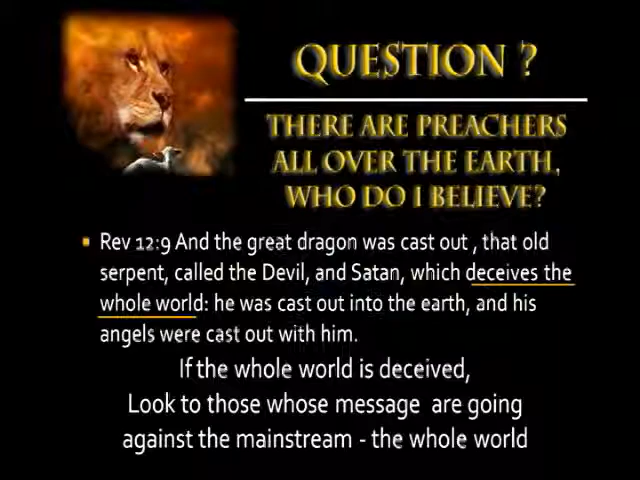 QUESTION ?
THERE ARE PREACHERS
ALL OVER THE EARTH,
WHO DO I BELIEVE?
Rev 12:9 And the great dragon was cast out , that old
serpent, called the Devil, and Satan, which deceives the
whole world: he was cast out into the earth, and his
angels were cast out with him.
If the whole world is deceived,
Look to those whose message are going
against the mainstream - the whole world